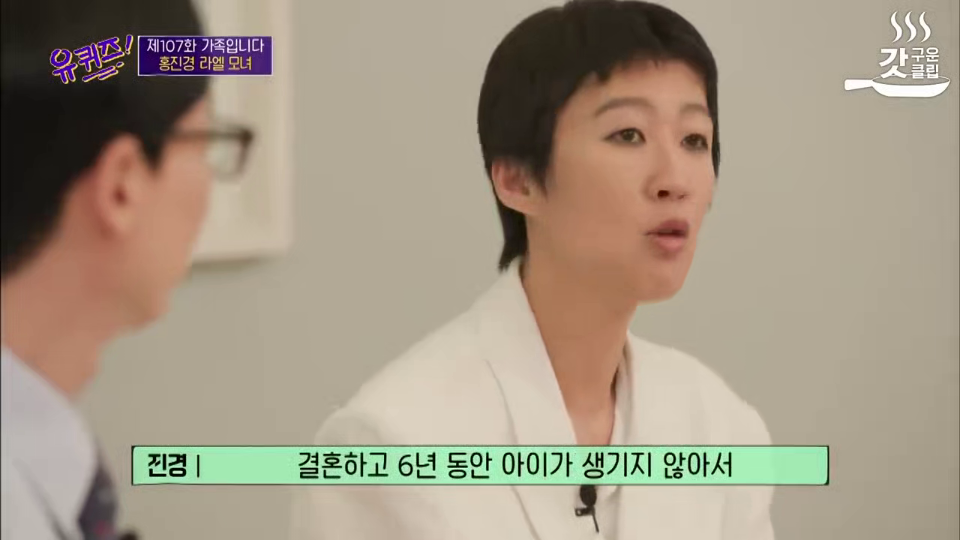 유퀴즈!
제107화 가족입니다
홍진경 라엘 모녀
갓구운클립
진경 | 결혼하고 6년 동안 아이가 생기지 않아서